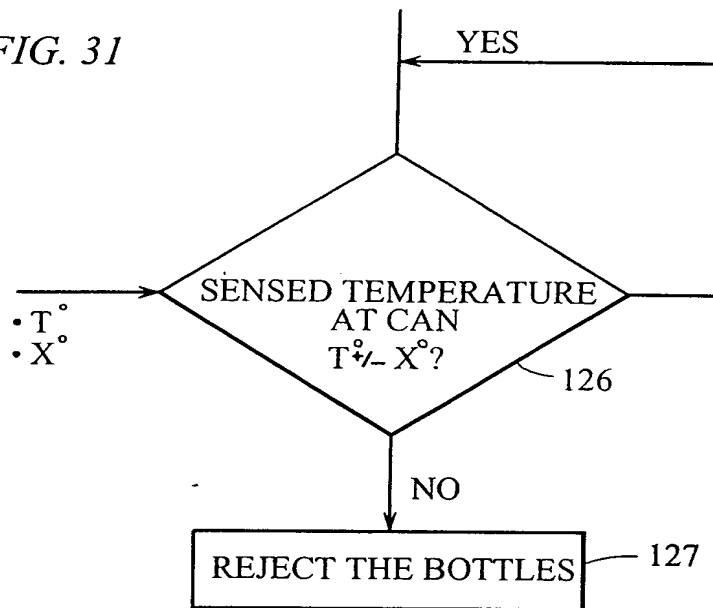 FIG. 31
YES
SENSED TEMPERATURE
AT CAN
T°+/– X°?
• T°
• X°
126
NO
REJECT THE BOTTLES
127